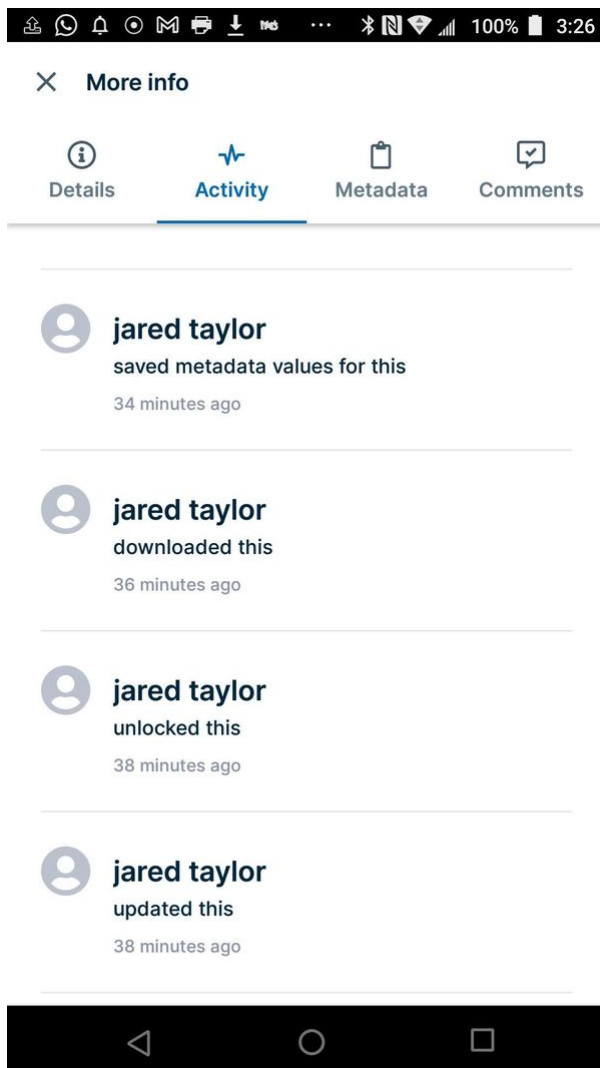 100% 3:26
More info
Details Activity Metadata Comments
jared taylor
saved metadata values for this
34 minutes ago
jared taylor
downloaded this
36 minutes ago
jared taylor
unlocked this
38 minutes ago
jared taylor
updated this
38 minutes ago